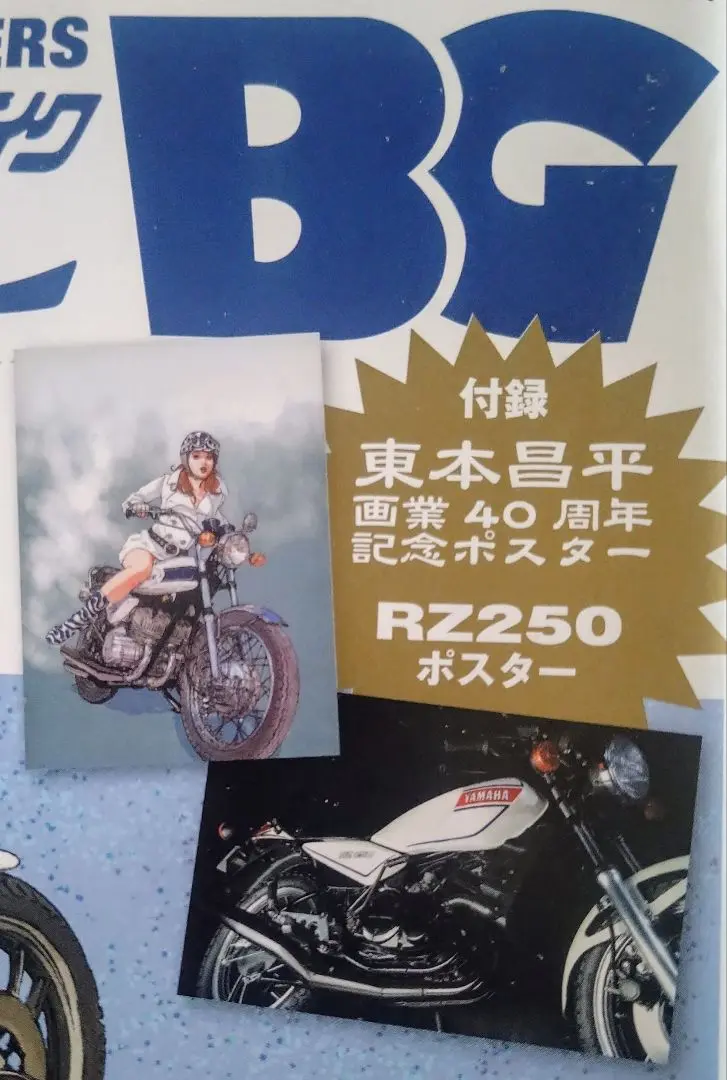 ERS
BG
イク
付録
東本昌平
画業40周年
記念ポスター
RZ250
ポスター
YAMAHA